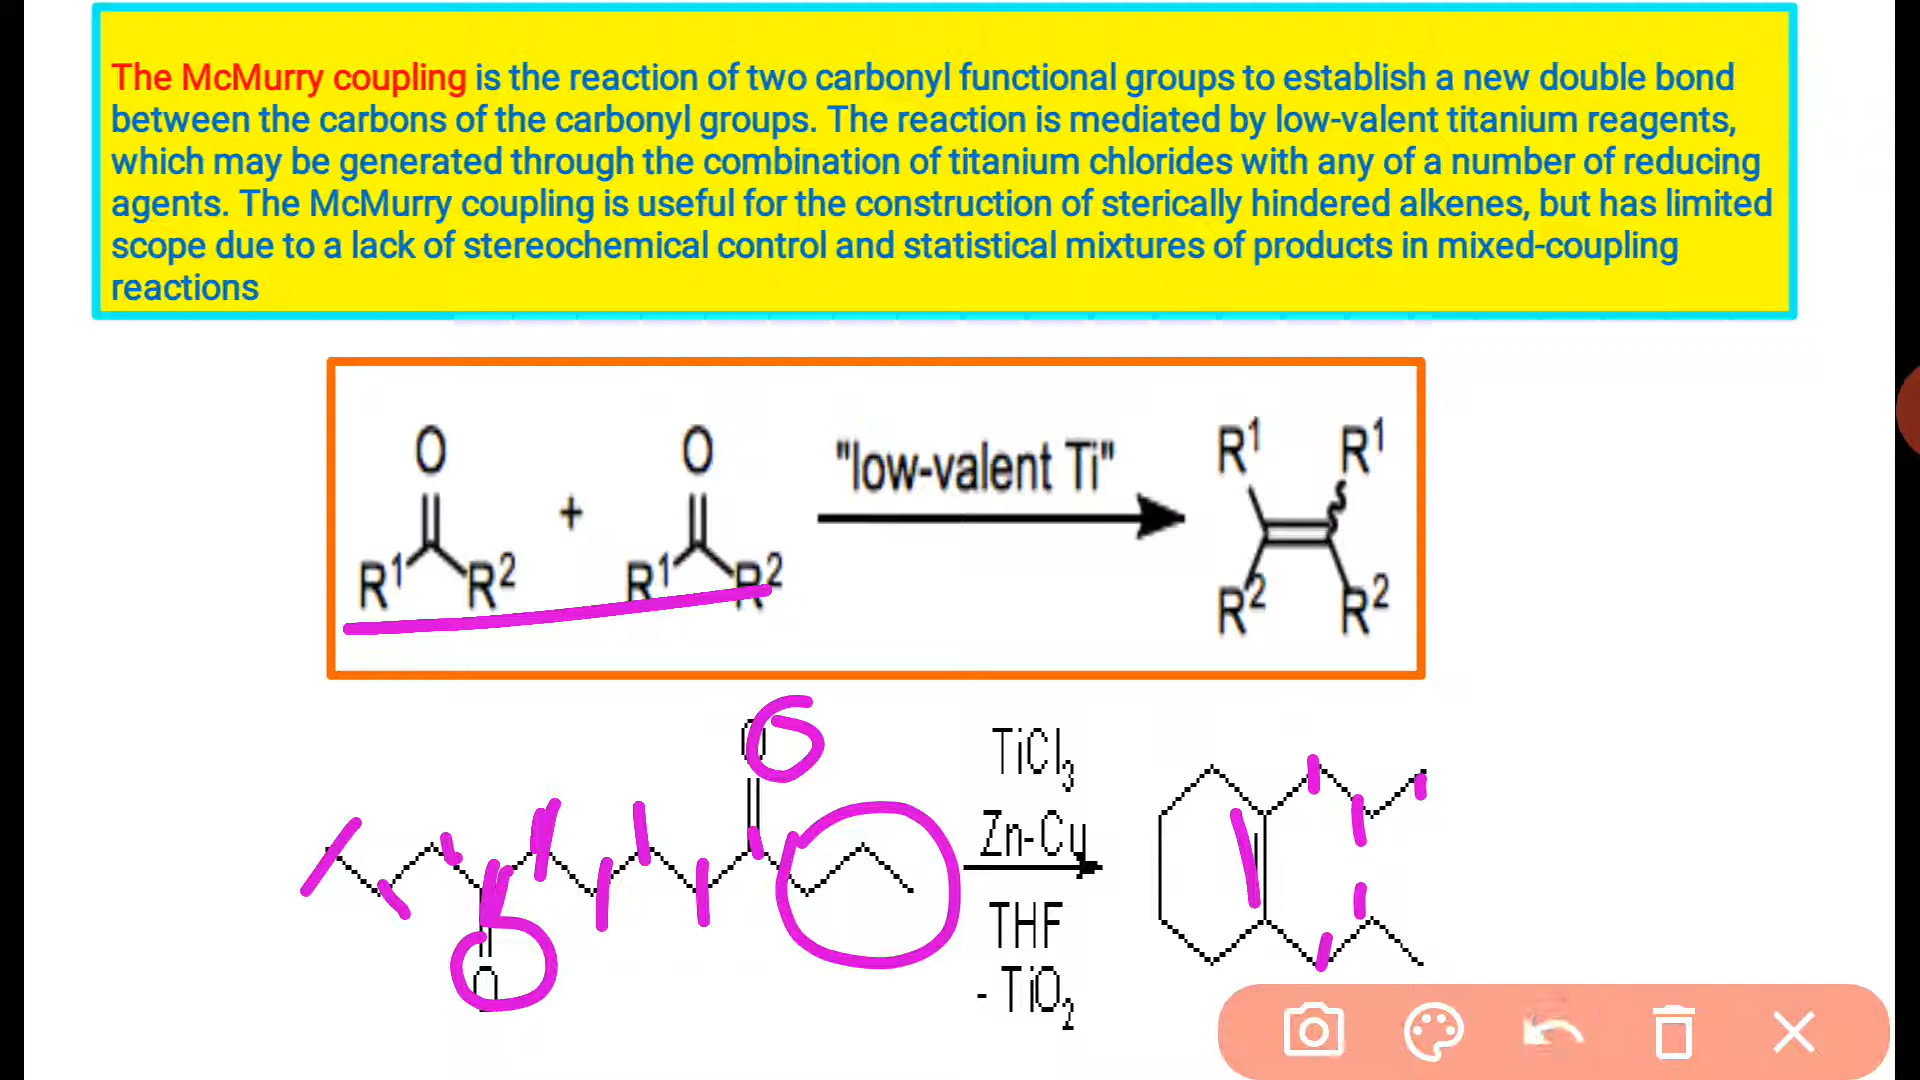 The McMurry coupling is the reaction of two carbonyl functional groups to establish a new double bond
between the carbons of the carbonyl groups. The reaction is mediated by low-valent titanium reagents,
which may be generated through the combination of titanium chlorides with any of a number of reducing
agents. The McMurry coupling is useful for the construction of sterically hindered alkenes, but has limited
scope due to a lack of stereochemical control and statistical mixtures of products in mixed-coupling
reactions
O
R¹ R²
+
O
R¹ R²
"low-valent Ti"
R¹ R¹
R² R²
O
O
TiCl₃
Zn-Cu
THF
- TiO₂